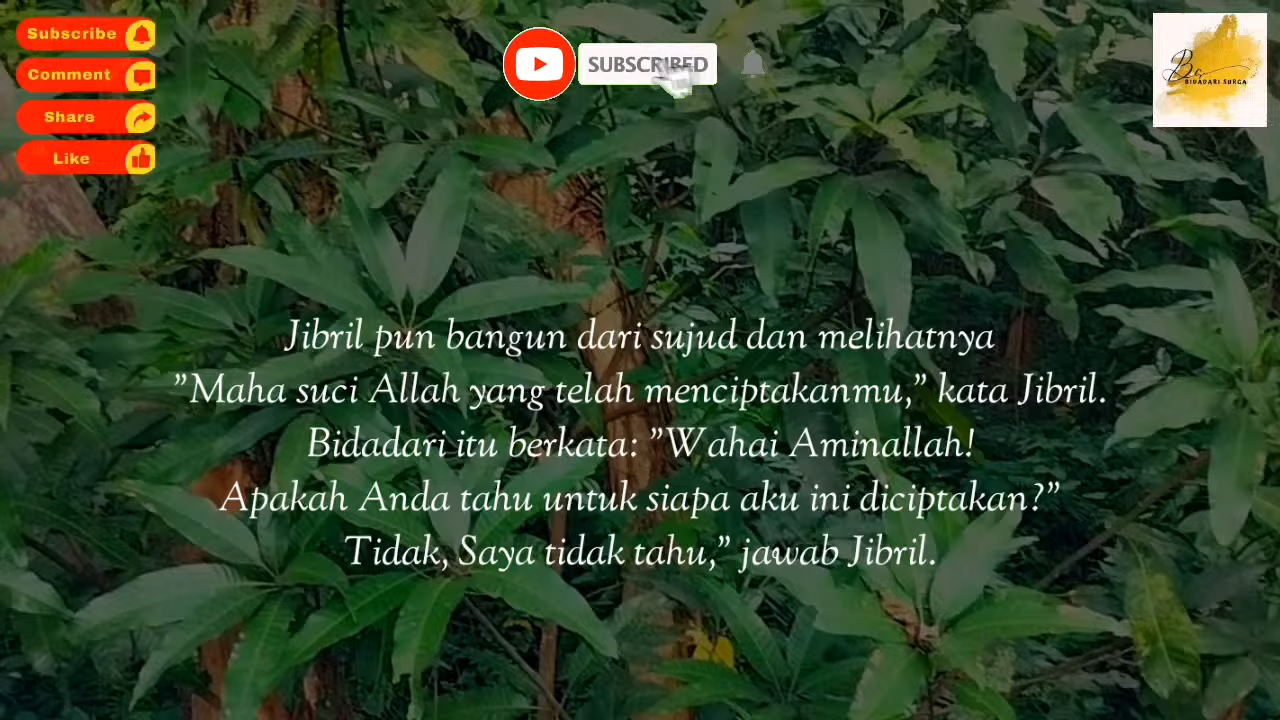 Subscribe
Comment
Share
Like
SUBSCRIBED
BIDADARI SURGA
Jibril pun bangun dari sujud dan melihatnya
"Maha suci Allah yang telah menciptakanmu," kata Jibril.
Bidadari itu berkata: "Wahai Aminallah!
Apakah Anda tahu untuk siapa aku ini diciptakan?"
Tidak, Saya tidak tahu," jawab Jibril.